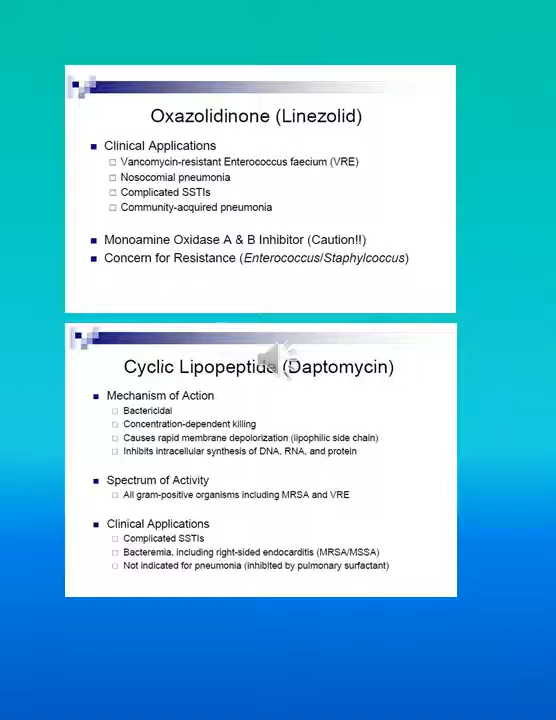 Oxazolidinone (Linezolid)
Clinical Applications
Vancomycin-resistant Enterococcus faecium (VRE)
Nosocomial pneumonia
Complicated SSTIs
Community-acquired pneumonia
Monoamine Oxidase A & B Inhibitor (Caution!!)
Concern for Resistance (Enterococcus/Staphylcoccus)
Cyclic Lipopeptide (Daptomycin)
Mechanism of Action
Bactericidal
Concentration-dependent killing
Causes rapid membrane depolorization (lipophilic side chain)
Inhibits intracellular synthesis of DNA, RNA, and protein
Spectrum of Activity
All gram-positive organisms including MRSA and VRE
Clinical Applications
Complicated SSTIs
Bacteremia, including right-sided endocarditis (MRSA/MSSA)
Not indicated for pneumonia (inhibited by pulmonary surfactant)